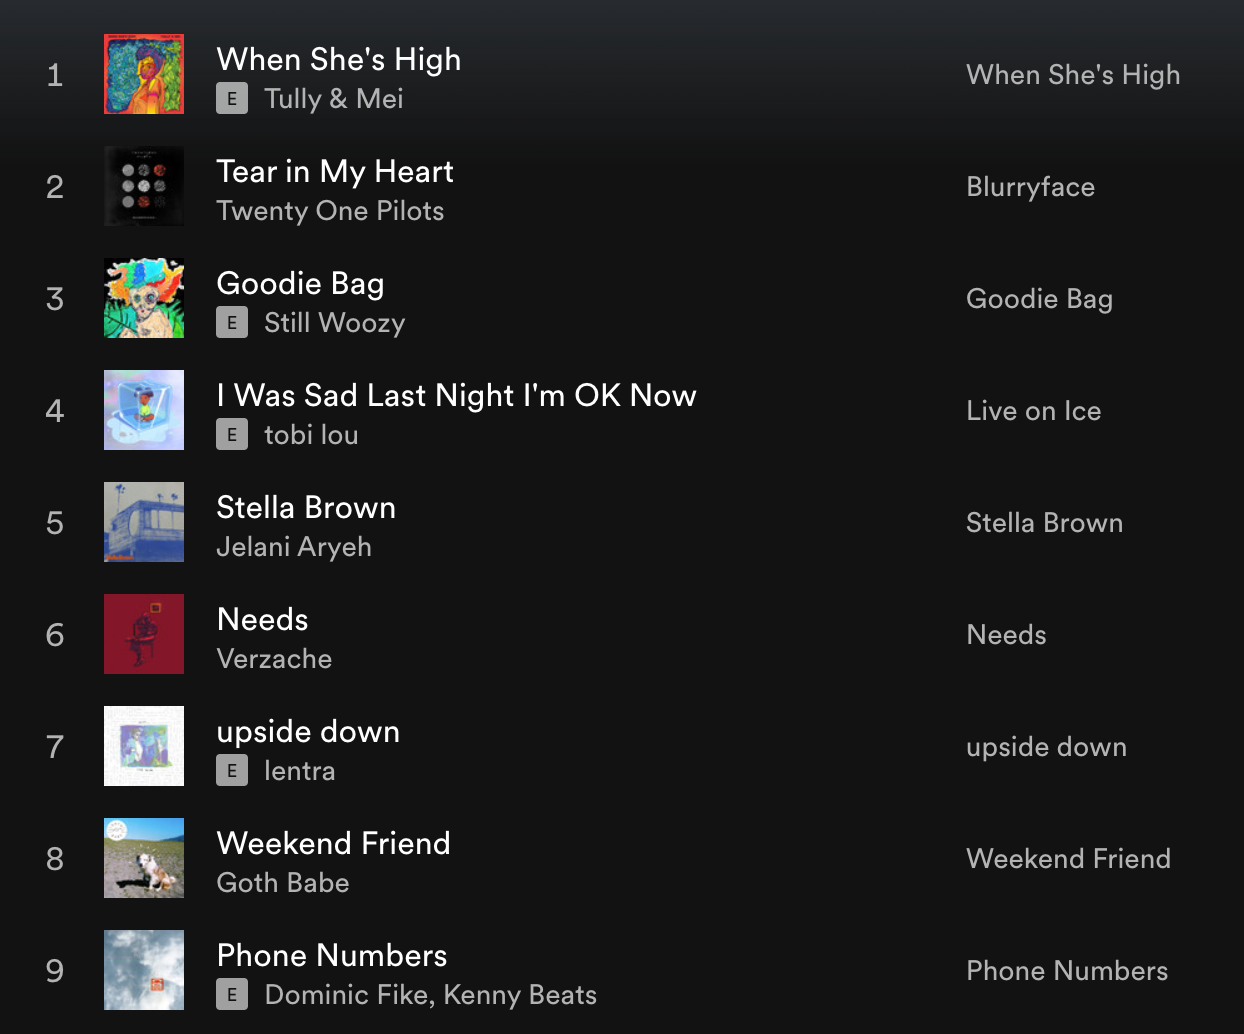 1
When She's High
E Tully & Mei
When She's High
2
Tear in My Heart
Twenty One Pilots
Blurryface
3
Goodie Bag
E Still Woozy
Goodie Bag
4
I Was Sad Last Night I'm OK Now
E tobi lou
Live on Ice
5
Stella Brown
Jelani Aryeh
Stella Brown
6
Needs
Verzache
Needs
7
upside down
E lentra
upside down
8
Weekend Friend
Goth Babe
Weekend Friend
9
Phone Numbers
E Dominic Fike, Kenny Beats
Phone Numbers